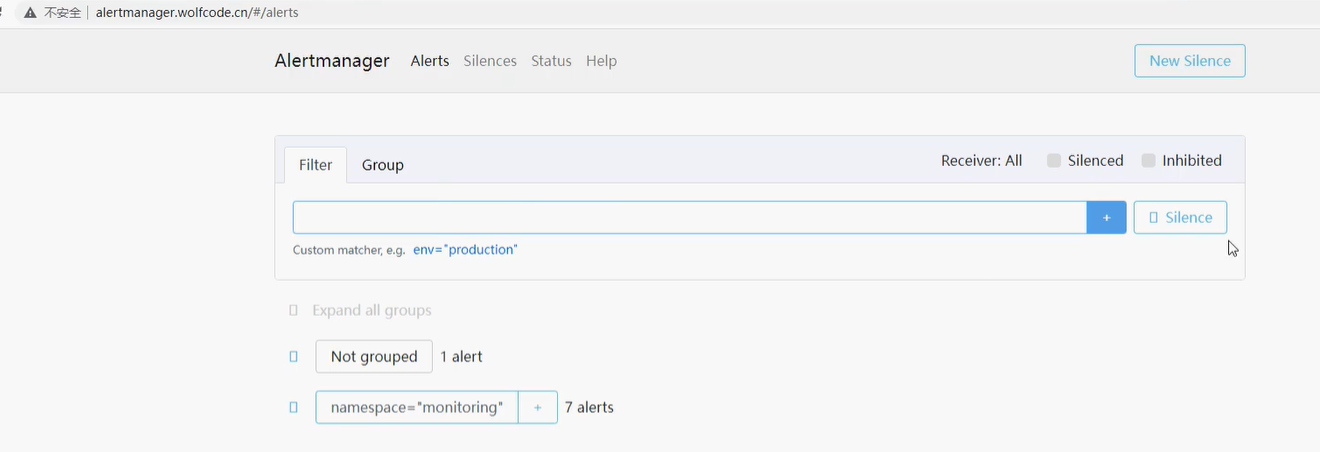 不安全 alertmanager.wolfcode.cn/#/alerts
Alertmanager Alerts Silences Status Help New Silence
Filter Group Receiver: All Silenced Inhibited
+ Silence
Custom matcher, e.g. env="production"
Expand all groups
Not grouped 1 alert
namespace="monitoring" + 7 alerts